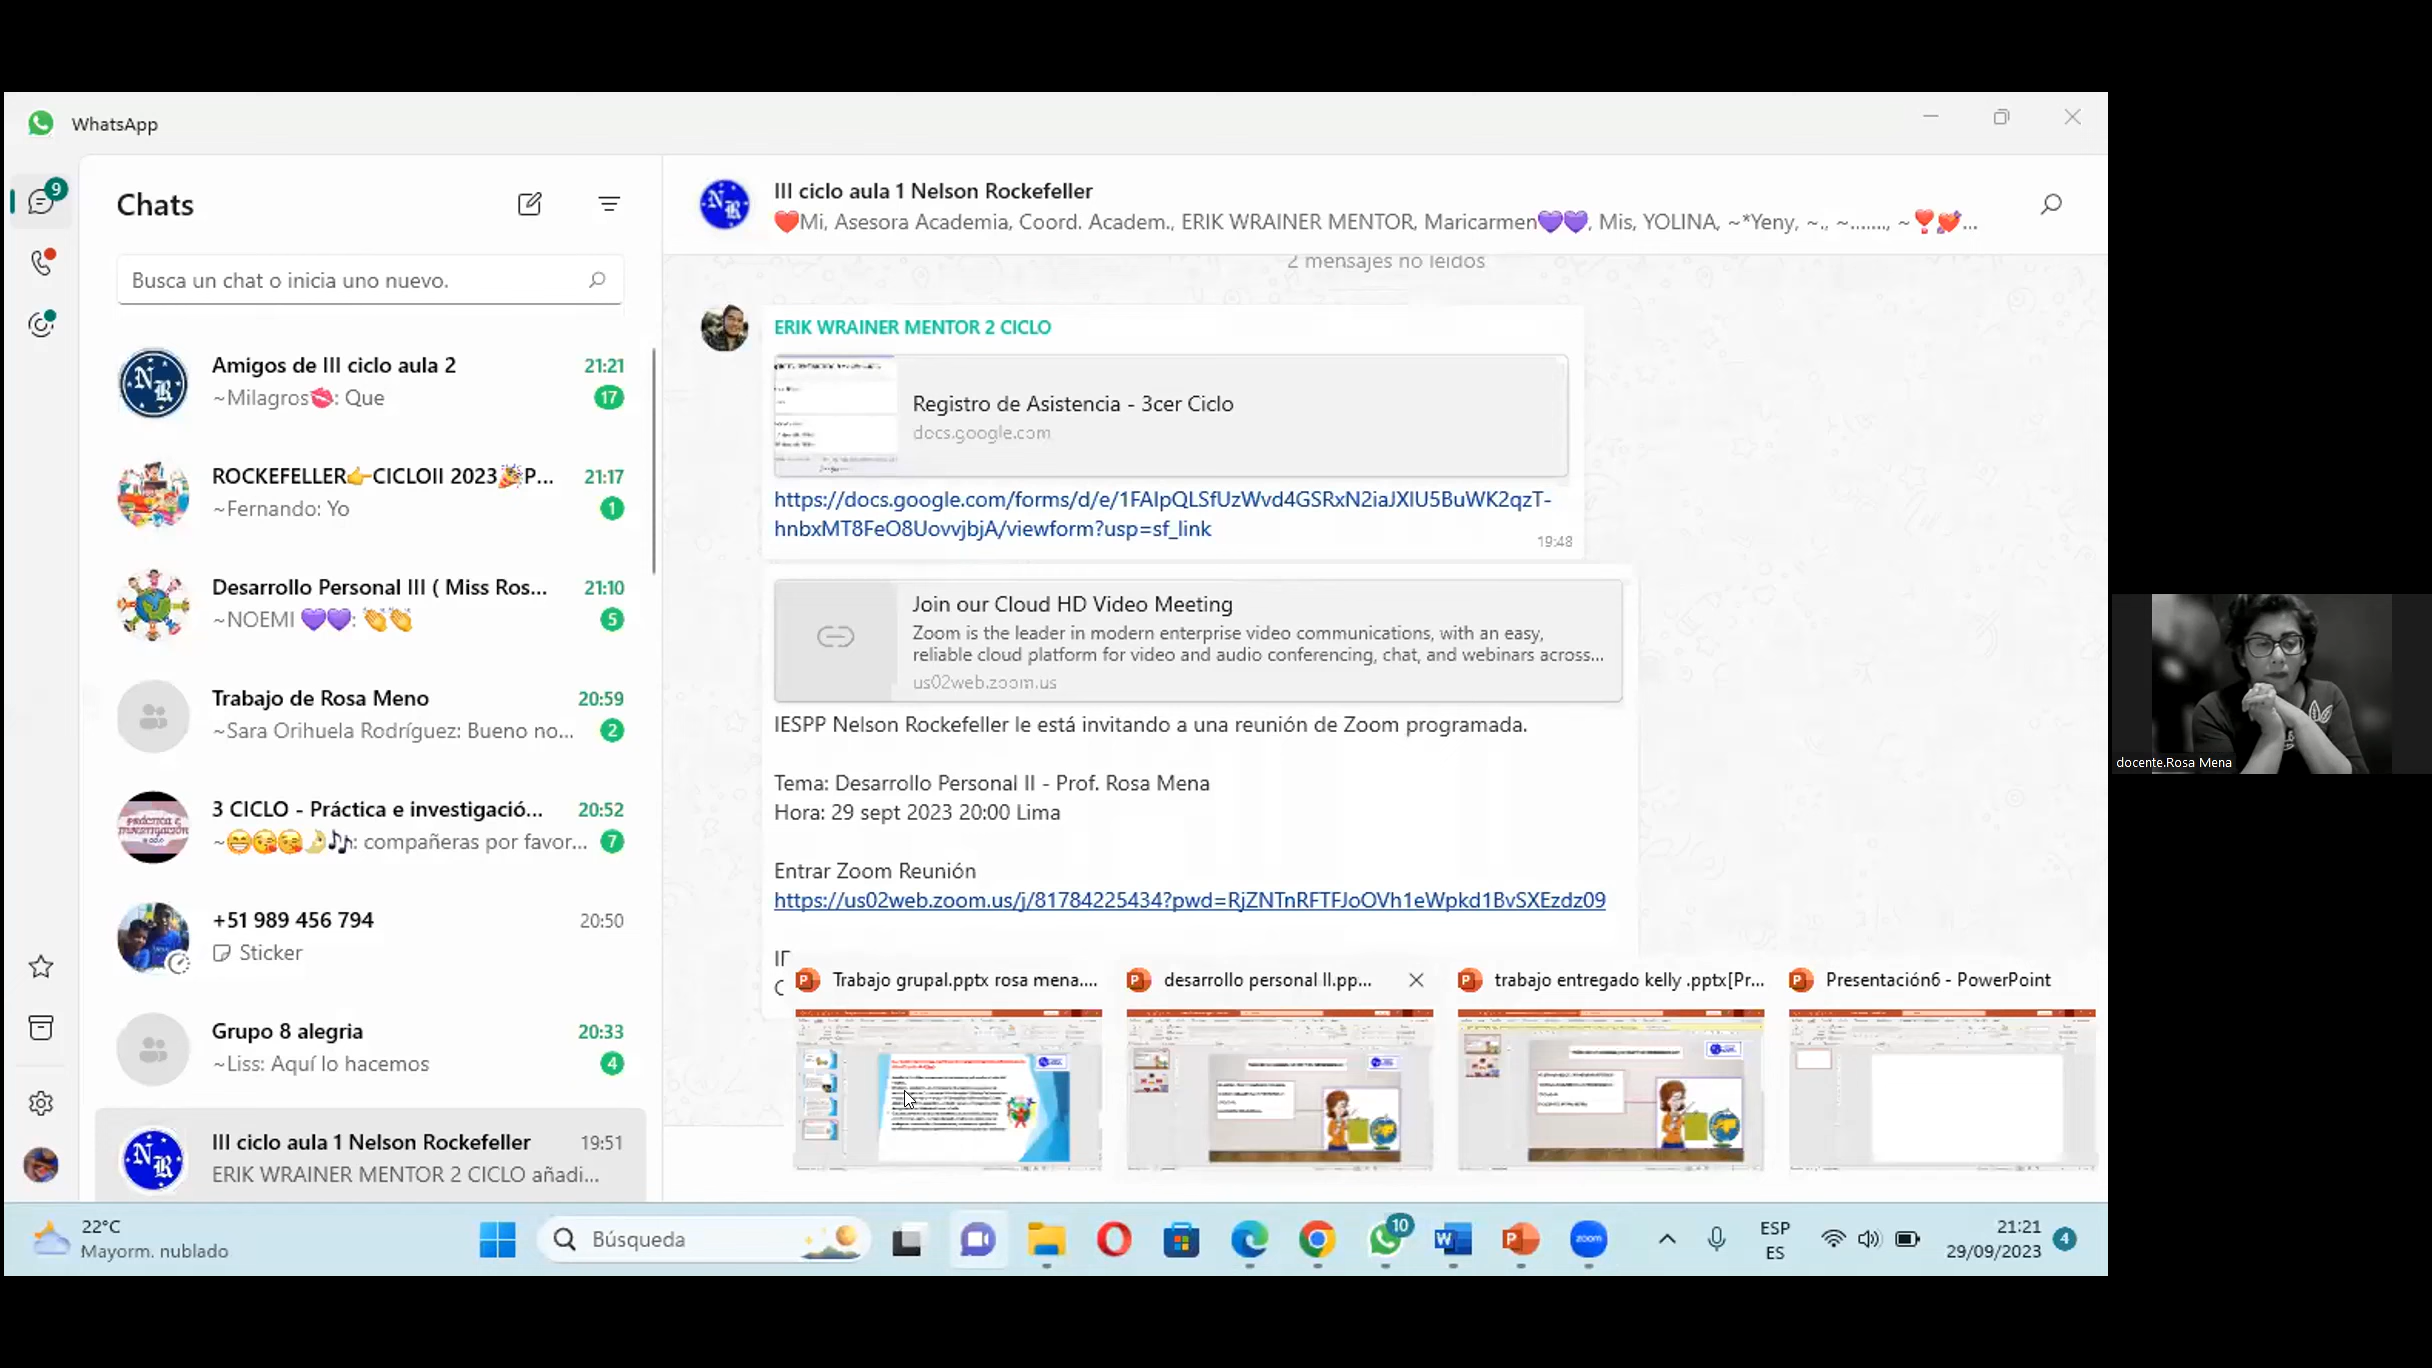 WhatsApp
9
Chats
Busca un chat o inicia uno nuevo.
Amigos de III ciclo aula 2
21:21
~Milagros💋: Que
17
ROCKEFELLER👉CICLOII 2023🎉P...
21:17
~Fernando: Yo
1
Desarrollo Personal III ( Miss Ros...
21:10
~NOEMI 💜💜: 👏👏
5
Trabajo de Rosa Meno
20:59
~Sara Orihuela Rodríguez: Bueno no...
2
3 CICLO - Práctica e investigació...
20:52
~😁😘😘🌛🎶: compañeras por favor...
7
+51 989 456 794
20:50
Sticker
Grupo 8 alegria
20:33
~Liss: Aquí lo hacemos
4
III ciclo aula 1 Nelson Rockefeller
19:51
ERIK WRAINER MENTOR 2 CICLO añadi...
III ciclo aula 1 Nelson Rockefeller
❤️Mi, Asesora Academia, Coord. Academ., ERIK WRAINER MENTOR, Maricarmen💜💜, Mis, YOLINA, ~*Yeny, ~., ~......., ~❣️💘...
2 mensajes no leídos
ERIK WRAINER MENTOR 2 CICLO
Registro de Asistencia - 3cer Ciclo
docs.google.com
https://docs.google.com/forms/d/e/1FAIpQLSfUzWvd4GSRxN2iaJXlU5BuWK2qzT-
hnbxMT8FeO8UovvjbjA/viewform?usp=sf_link
19:48
Join our Cloud HD Video Meeting
Zoom is the leader in modern enterprise video communications, with an easy,
reliable cloud platform for video and audio conferencing, chat, and webinars across...
us02web.zoom.us
IESPP Nelson Rockefeller le está invitando a una reunión de Zoom programada.
Tema: Desarrollo Personal II - Prof. Rosa Mena
Hora: 29 sept 2023 20:00 Lima
Entrar Zoom Reunión
https://us02web.zoom.us/j/81784225434?pwd=RjZNTnRFTFJoOVh1eWpkd1BvSXEzdz09
Trabajo grupal.pptx rosa mena....
desarrollo personal II.pp...
trabajo entregado kelly .pptx[Pr...
Presentación6 - PowerPoint
docente.Rosa Mena
22°C
Mayorm. nublado
Búsqueda
10
zoom
ESP
ES
21:21
29/09/2023
4